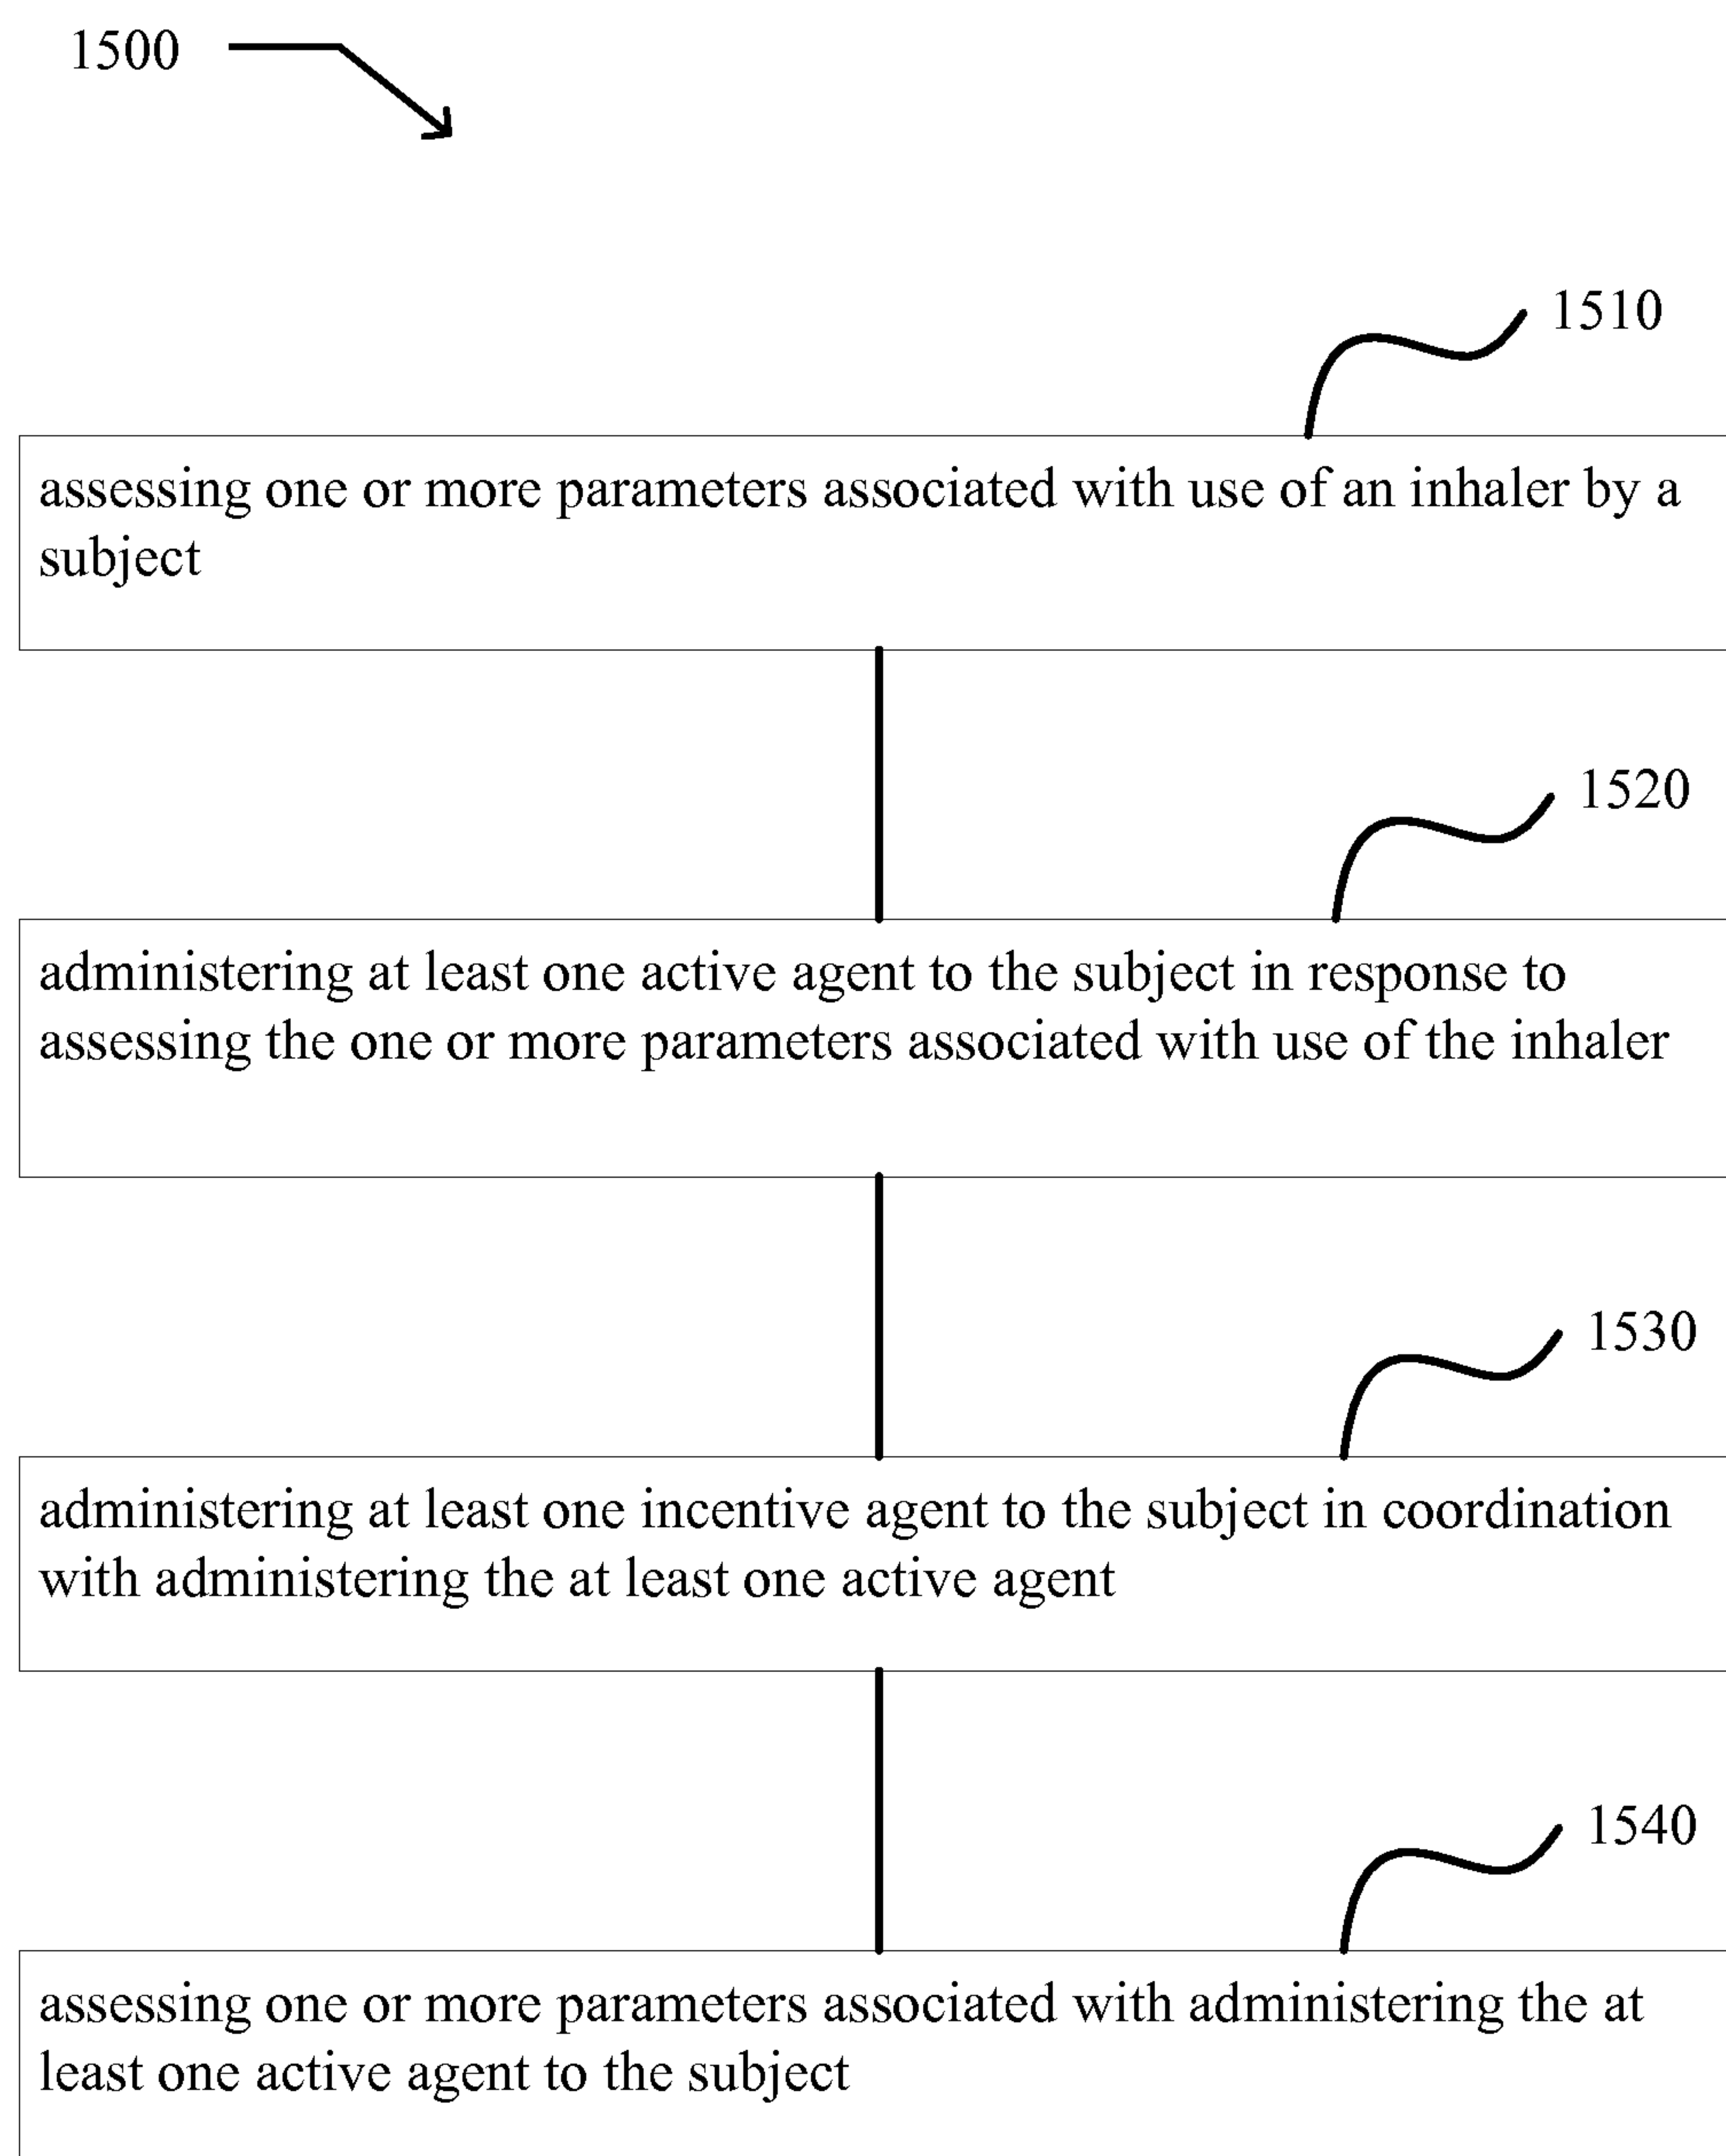 1500
1510
assessing one or more parameters associated with use of an inhaler by a
subject
1520
administering at least one active agent to the subject in response to
assessing the one or more parameters associated with use of the inhaler
1530
administering at least one incentive agent to the subject in coordination
with administering the at least one active agent
1540
assessing one or more parameters associated with administering the at
least one active agent to the subject